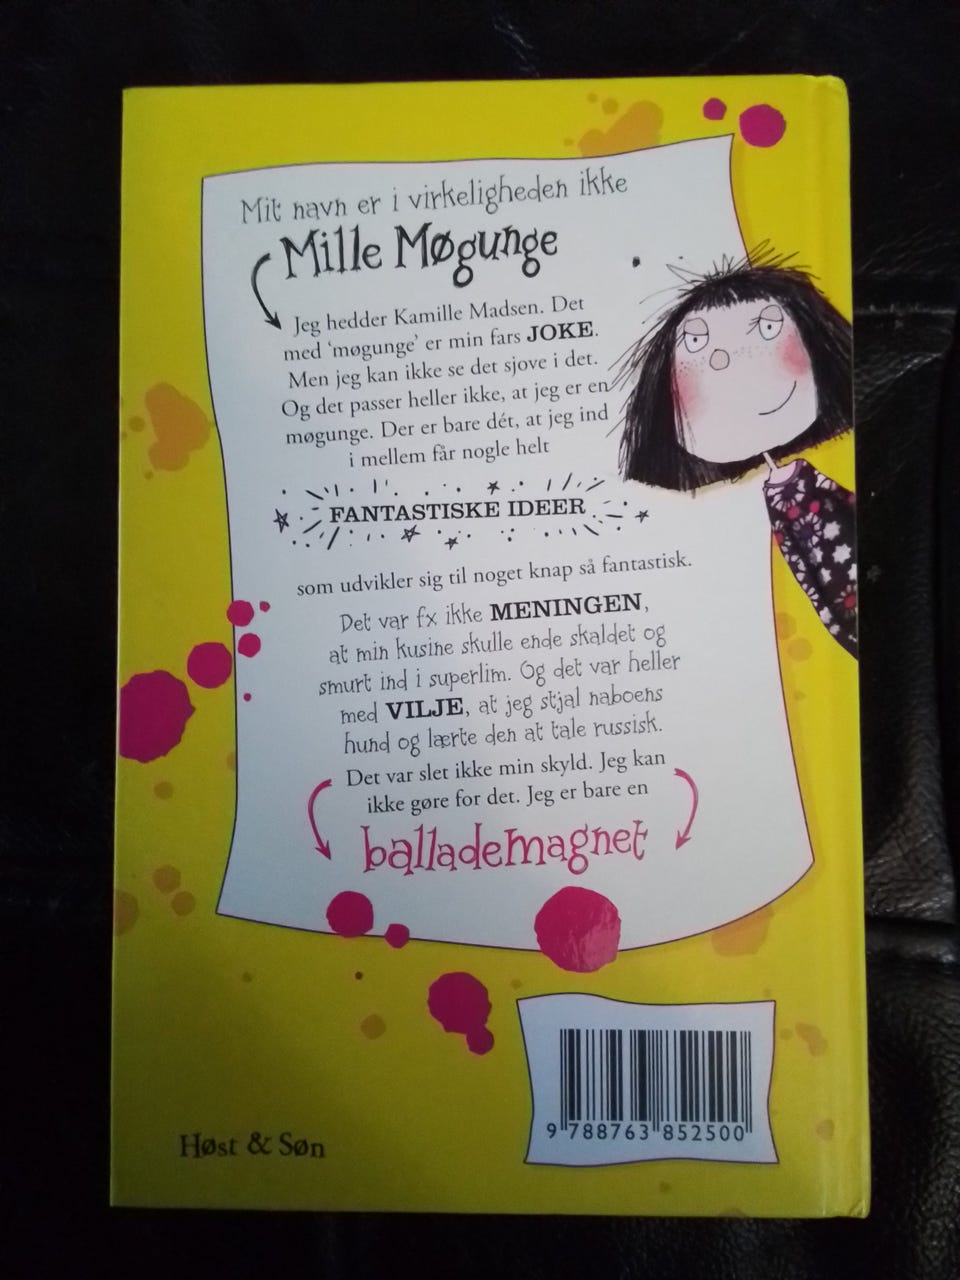 Mit navn er i virkeligheden ikke
Mille Møgunge
Jeg hedder Kamille Madsen. Det
med ‘møgunge’ er min fars JOKE.
Men jeg kan ikke se det sjove i det.
Og det passer heller ikke, at jeg er en
møgunge. Der er bare dét, at jeg ind
i mellem får nogle helt
FANTASTISKE IDEER
som udvikler sig til noget knap så fantastisk.
Det var fx ikke MENINGEN,
at min kusine skulle ende skaldet og
smurt ind i superlim. Og det var heller
med VILJE, at jeg stjal naboens
hund og lærte den at tale russisk.
Det var slet ikke min skyld. Jeg kan
ikke gøre for det. Jeg er bare en
ballademagnet
9 788763 852500
Høst & Søn